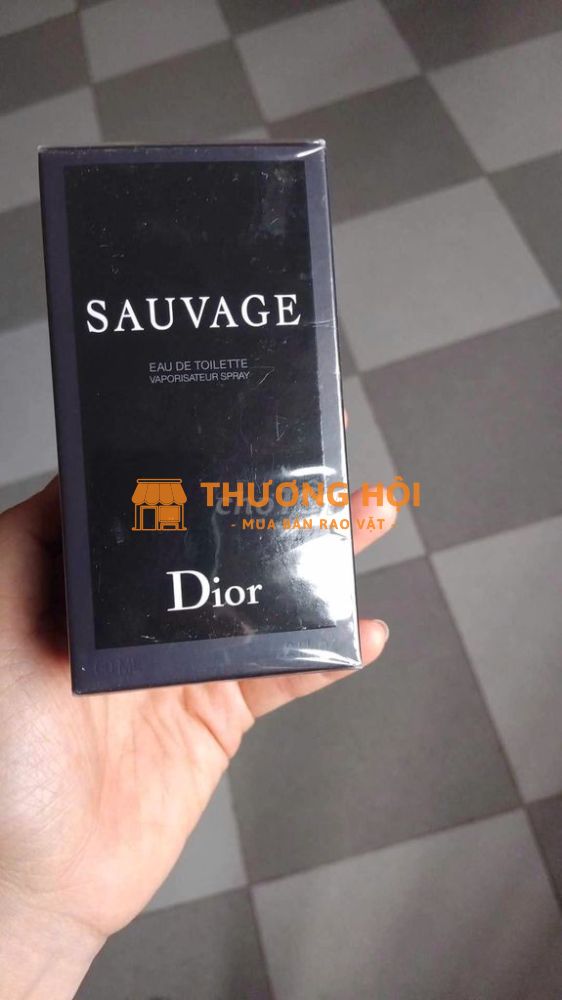 SAUVAGE
EAU DE TOILETTE
VAPORISATEUR SPRAY
THƯƠNG HỘI
- MUA BÁN RAO VẶT -
Dior